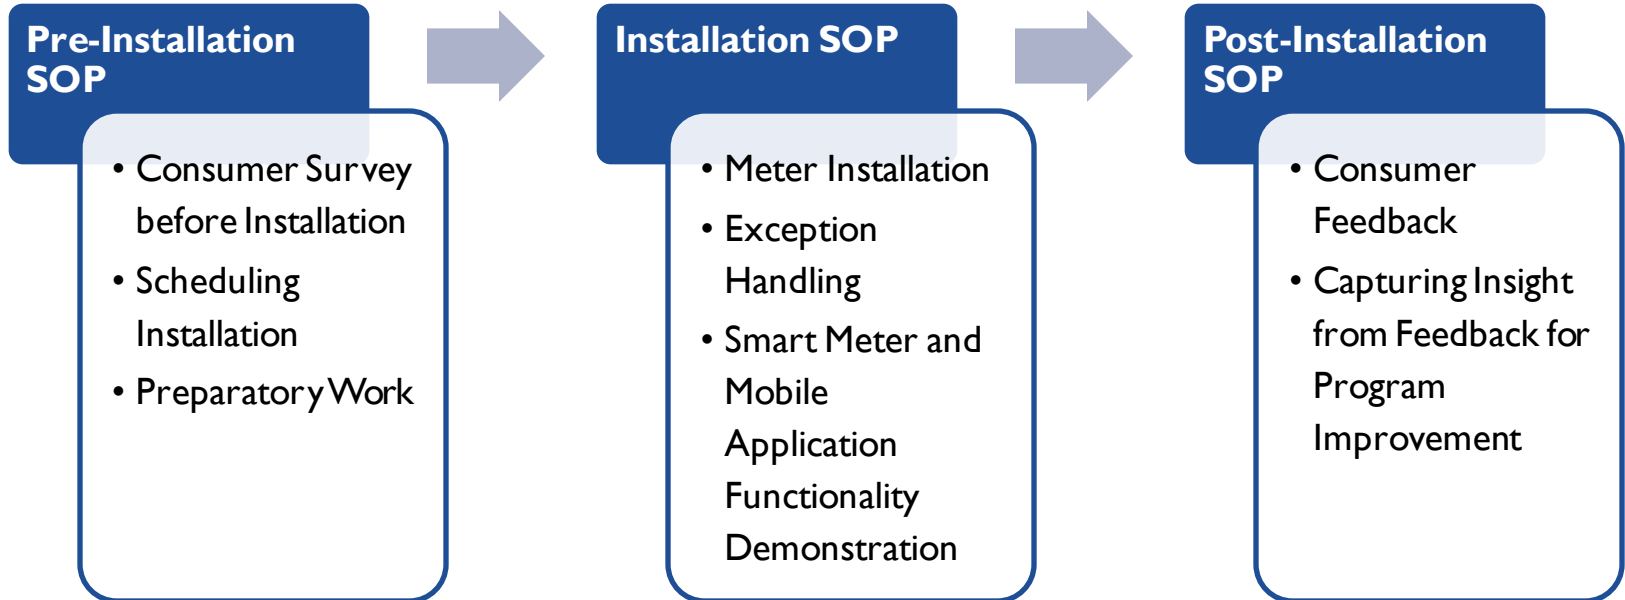 Pre-Installation
SOP
• Consumer Survey
before Installation
• Scheduling
Installation
• Preparatory Work
Installation SOP
• Meter Installation
• Exception
Handling
• Smart Meter and
Mobile
Application
Functionality
Demonstration
Post-Installation
SOP
• Consumer
Feedback
• Capturing Insight
from Feedback for
Program
Improvement